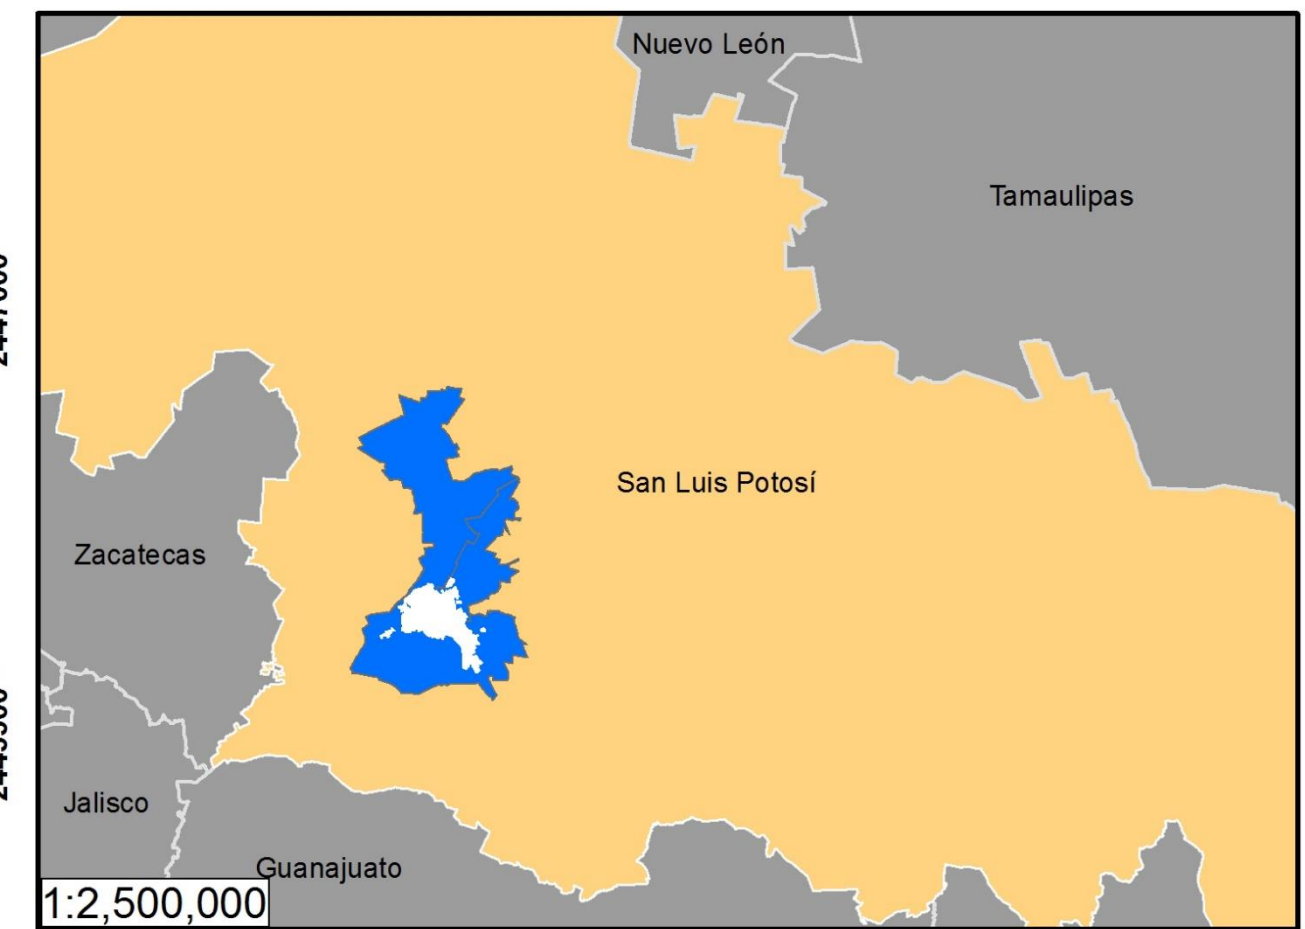 Nuevo León
Tamaulipas
San Luis Potosí
Zacatecas
Jalisco
Guanajuato
1:2,500,000